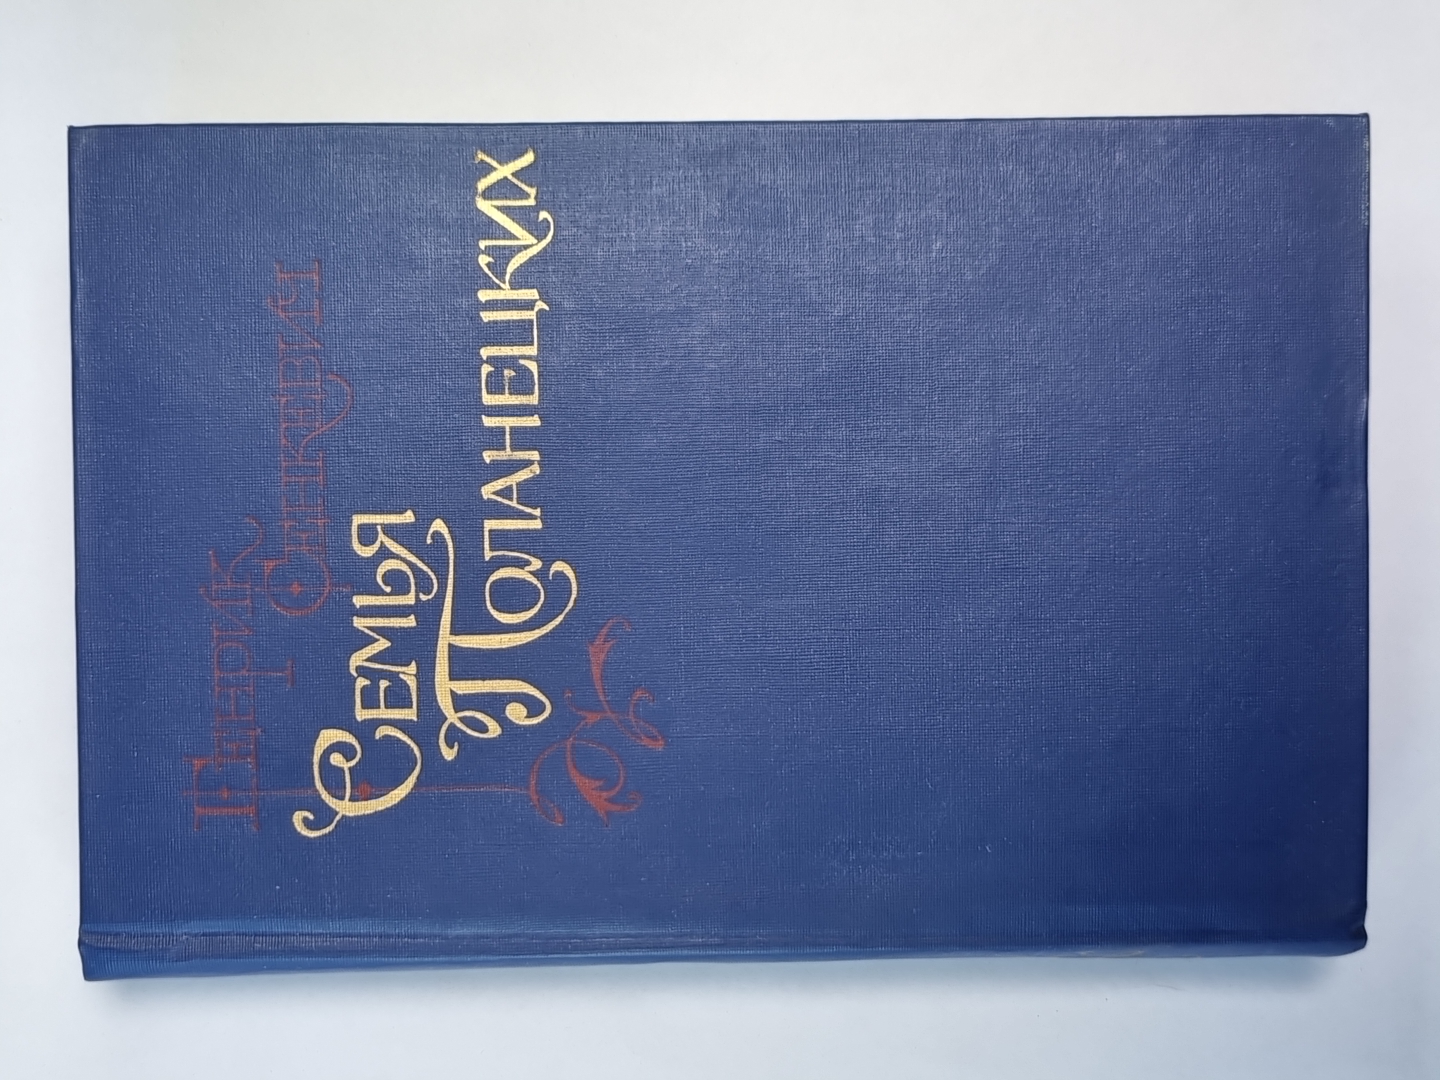 Генрик
Сенкевич
Семья
Поланецких